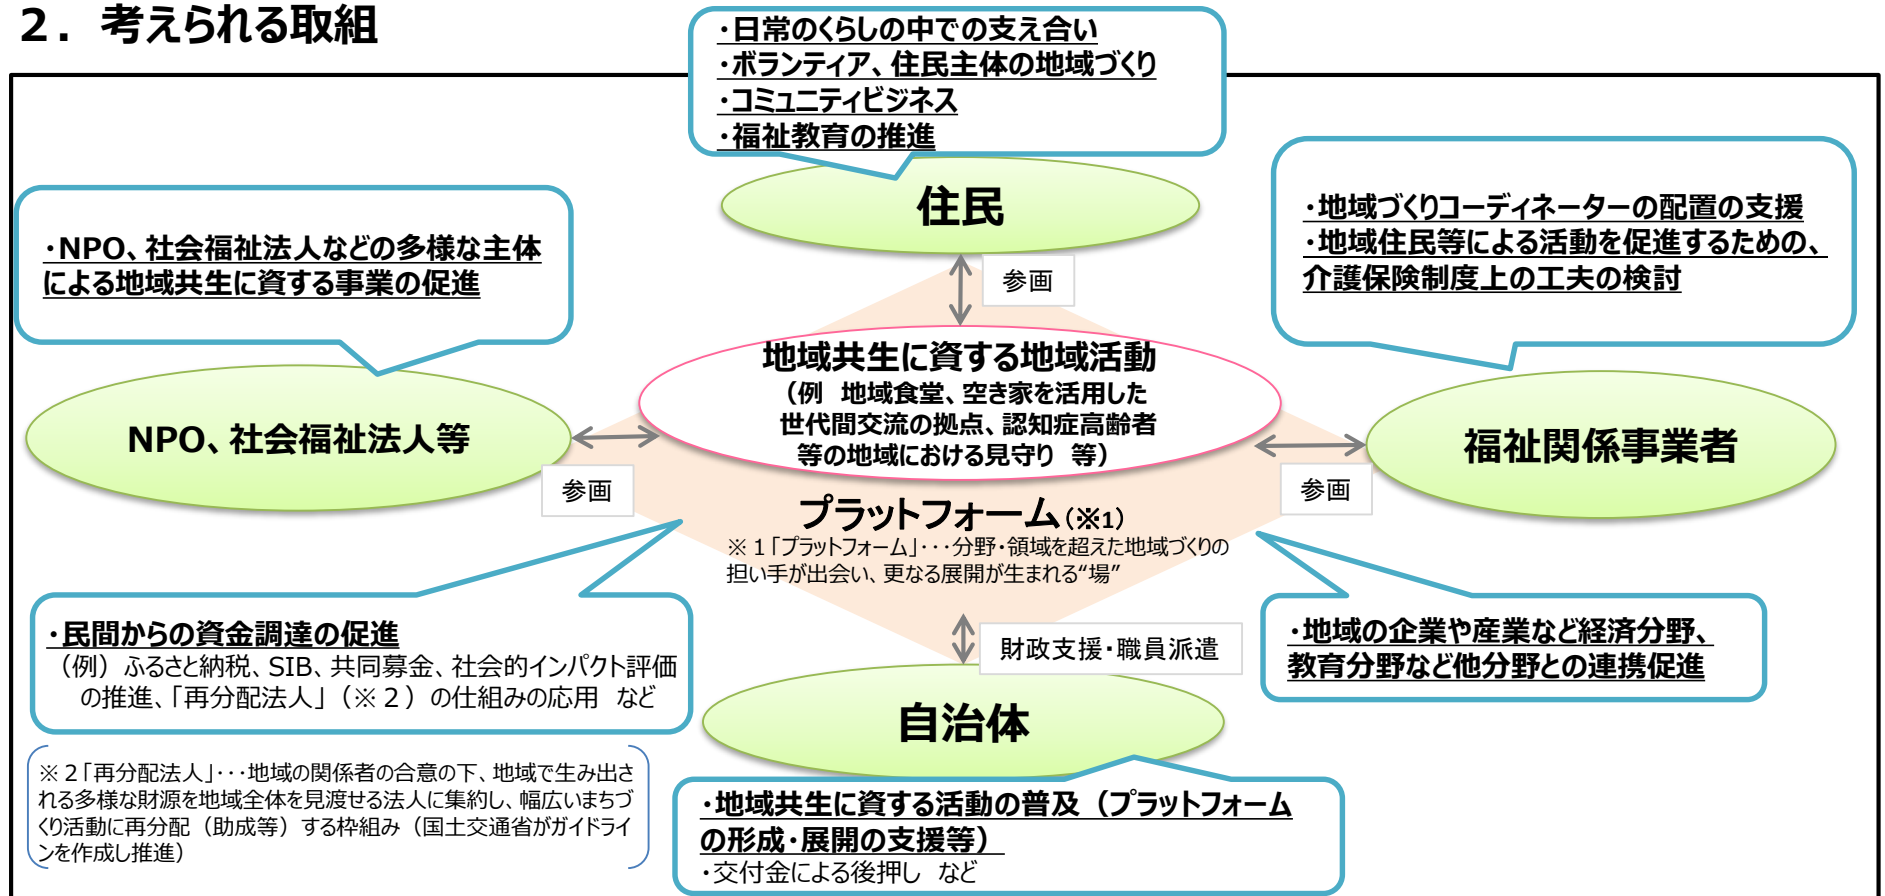 ２．考えられる取組
・日常のくらしの中での支え合い
・ボランティア、住民主体の地域づくり
・コミュニティビジネス
・福祉教育の推進
住民
・NPO、社会福祉法人などの多様な主体
による地域共生に資する事業の促進
・地域づくりコーディネーターの配置の支援
・地域住民等による活動を促進するための、
介護保険制度上の工夫の検討
参画
地域共生に資する地域活動
（例　地域食堂、空き家を活用した
世代間交流の拠点、認知症高齢者
等の地域における見守り　等）
NPO、社会福祉法人等
福祉関係事業者
参画
参画
プラットフォーム（※1）
※１「プラットフォーム」・・・分野・領域を超えた地域づくりの
担い手が出会い、更なる展開が生まれる“場”
・民間からの資金調達の促進
（例）ふるさと納税、SIB、共同募金、社会的インパクト評価
の推進、「再分配法人」（※２）の仕組みの応用　など
財政支援・職員派遣
・地域の企業や産業など経済分野、
教育分野など他分野との連携促進
自治体
※２「再分配法人」・・・地域の関係者の合意の下、地域で生み出さ
れる多様な財源を地域全体を見渡せる法人に集約し、幅広いまちづ
くり活動に再分配（助成等）する枠組み（国土交通省がガイドライ
ンを作成し推進）
・地域共生に資する活動の普及（プラットフォーム
の形成・展開の支援等）
・交付金による後押し　など